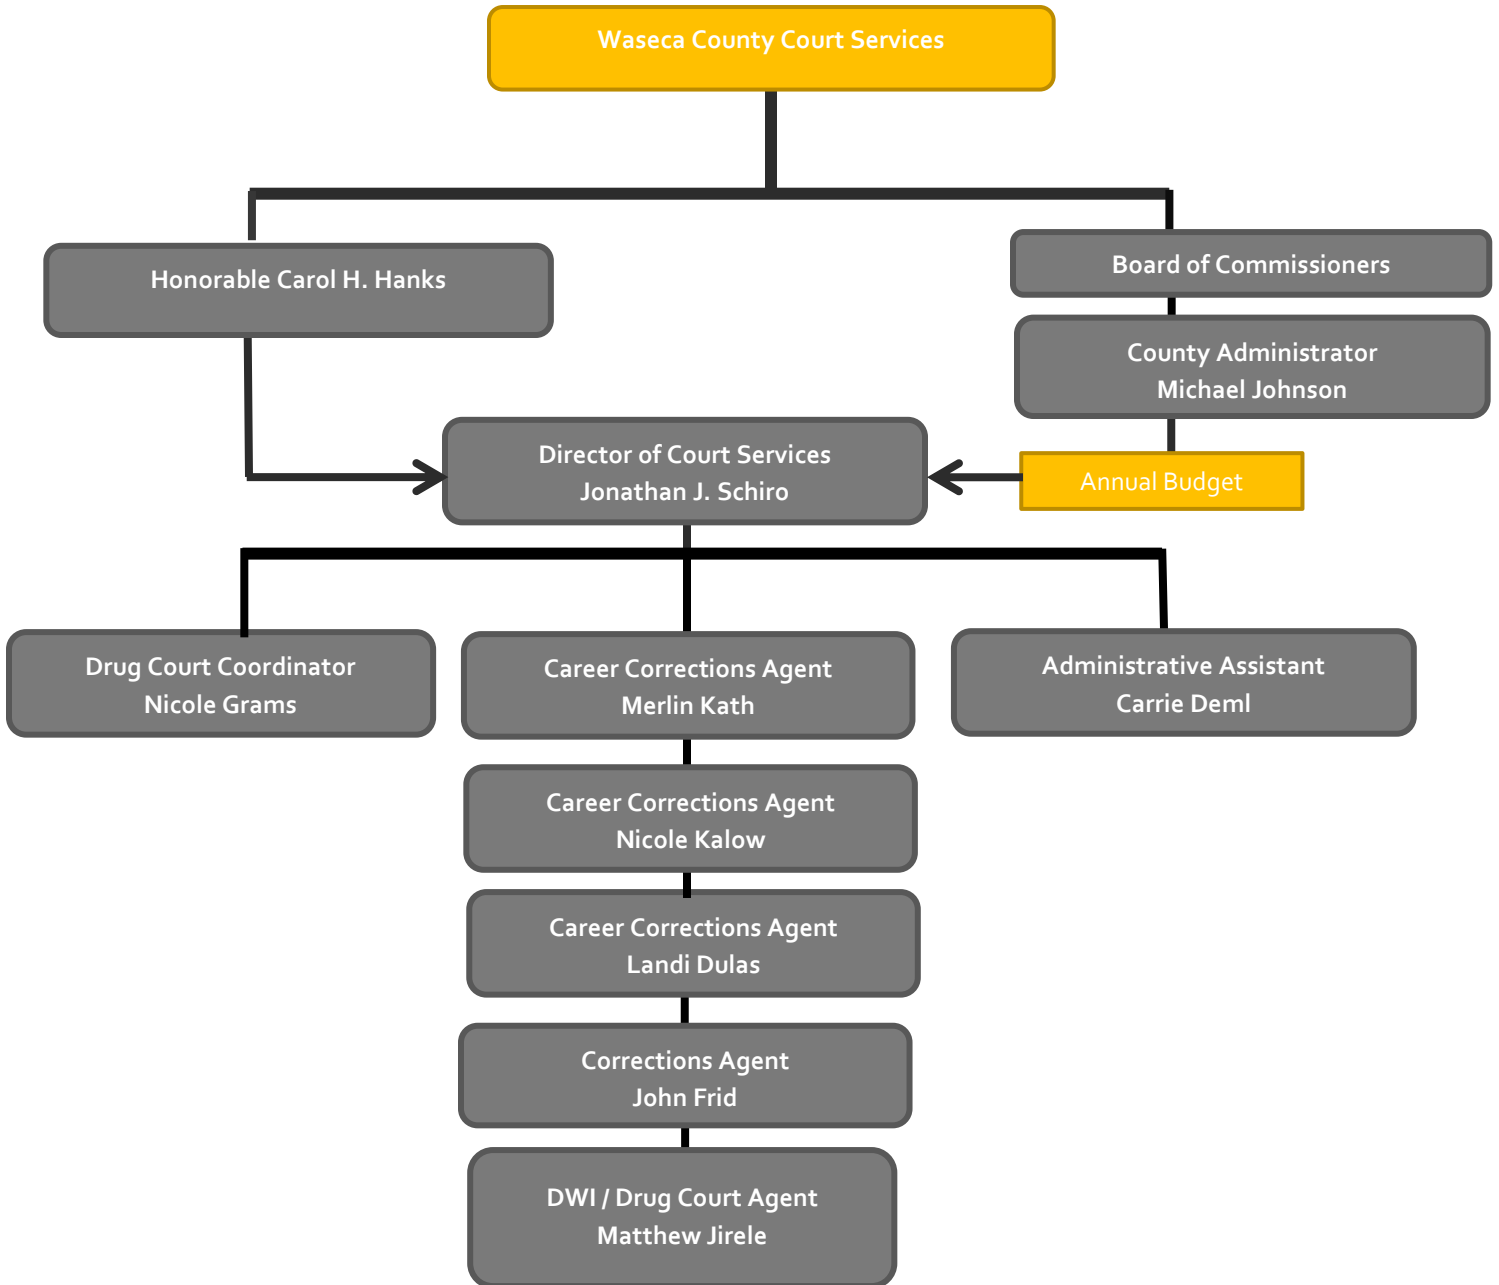 Waseca County Court Services
Honorable Carol H. Hanks
Board of Commissioners
County Administrator
Michael Johnson
Director of Court Services
Jonathan J. Schiro
Annual Budget
Drug Court Coordinator
Nicole Grams
Career Corrections Agent
Merlin Kath
Administrative Assistant
Carrie Deml
Career Corrections Agent
Nicole Kalow
Career Corrections Agent
Landi Dulas
Corrections Agent
John Frid
DWI / Drug Court Agent
Matthew Jirele